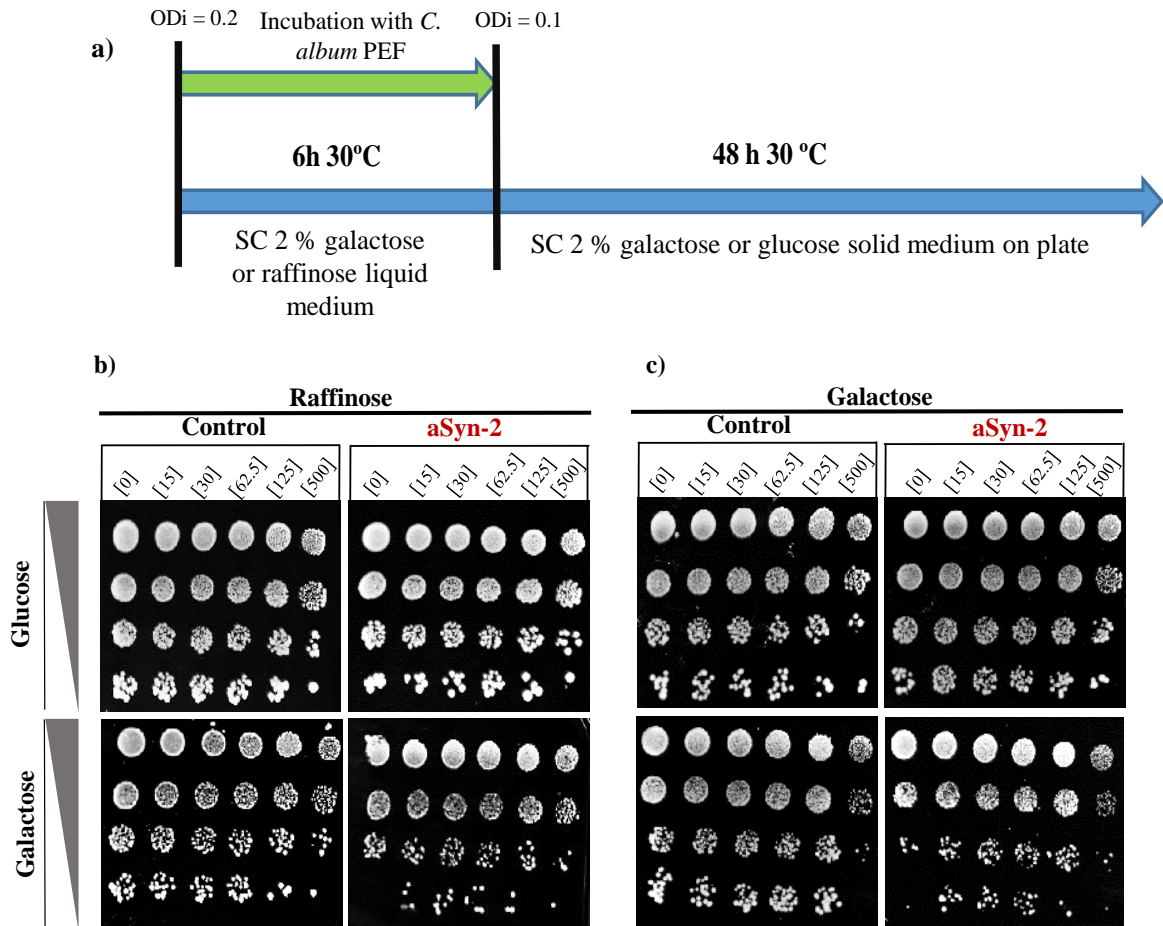 ODi = 0.2
Incubation with C.
album PEF
ODi = 0.1
a)
6h 30ºC
48 h 30 ºC
SC 2 % galactose
or raffinose liquid
medium
SC 2 % galactose or glucose solid medium on plate
b)
Raffinose
Control
aSyn-2
[0] [15] [30] [62.5] [125] [500]
[0] [15] [30] [62.5] [125] [500]
Glucose
Galactose
c)
Galactose
Control
aSyn-2
[0] [15] [30] [62.5] [125] [500]
[0] [15] [30] [62.5] [125] [500]